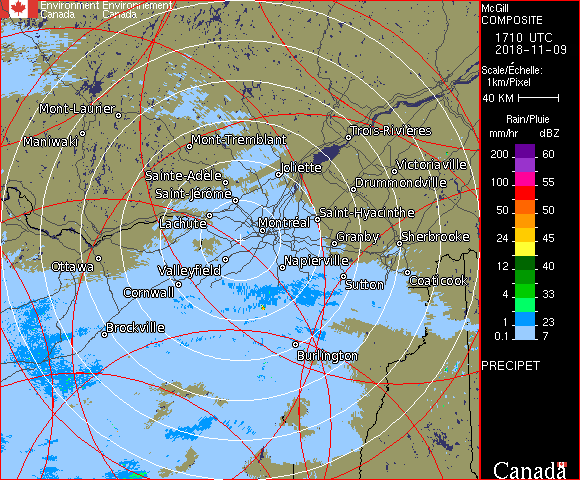 Environment Environnement
Canada Canada
McGill
COMPOSITE
1710 UTC
2018-11-09
Scale/Échelle:
1km/Pixel
40 KM
Rain/Pluie
mm/hr dBZ
200 60
100 55
50 50
24 45
12 40
4 33
1 23
0.1 7
PRECIPET
Mont-Laurier
Maniwaki
Mont-Tremblant
Trois-Rivières
Joliette
Victoriaville
Sainte-Adèle
Drummondville
Saint-Jérôme
Lachute
Saint-Hyacinthe
Montréal
Granby
Sherbrooke
Ottawa
Valleyfield
Napierville
Cornwall
Sutton
Coaticook
Brockville
Burlington
Canada